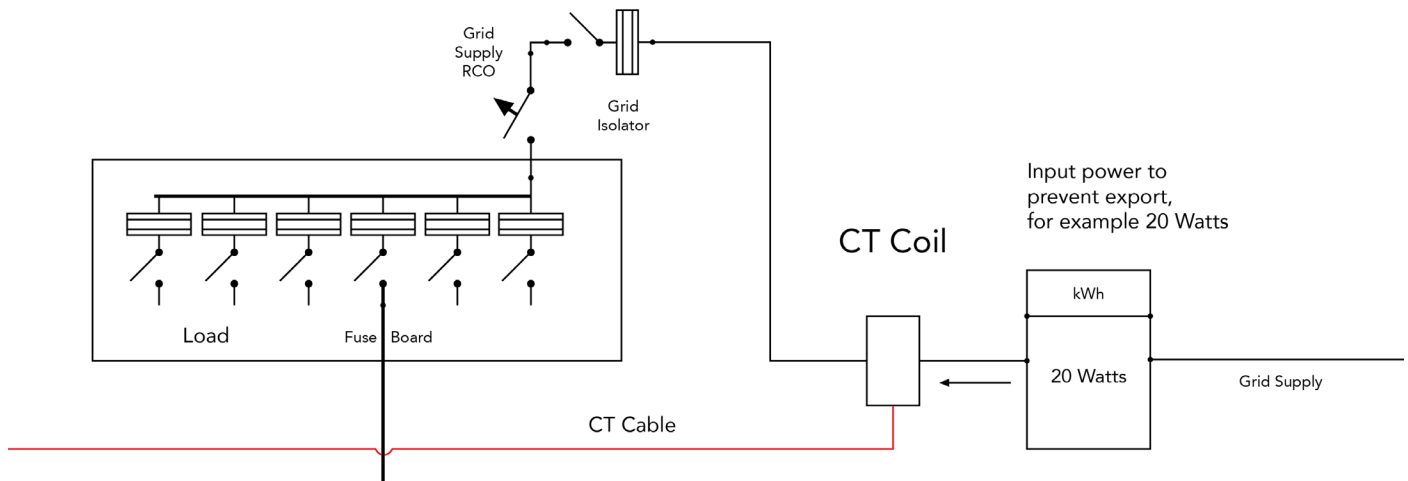 Grid
Supply
RCO
Grid
Isolator
Input power to
prevent export,
for example 20 Watts
CT Coil
kWh
20 Watts
Grid Supply
Load
Fuse Board
CT Cable